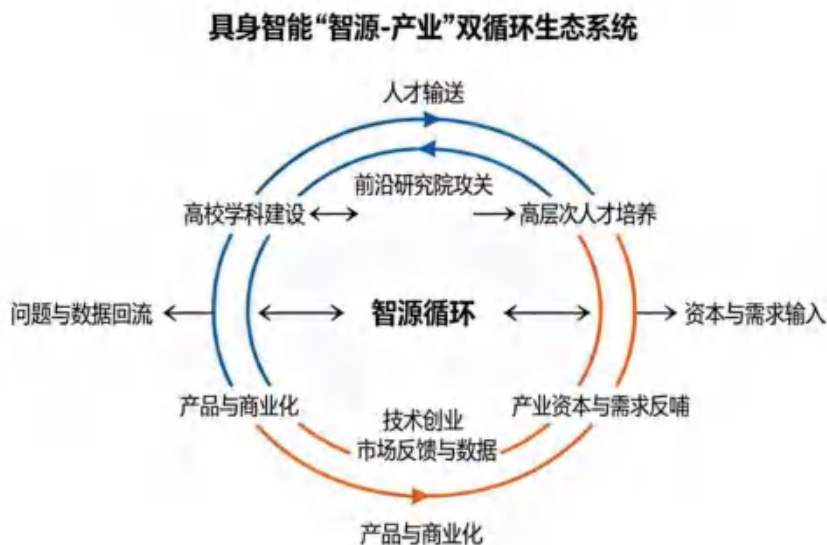 具身智能“智源-产业”双循环生态系统
人才输送
前沿研究院攻关
高校学科建设
高层次人才培养
问题与数据回流
智源循环
资本与需求输入
产品与商业化
技术创业
市场反馈与数据
产业资本与需求反哺
产品与商业化